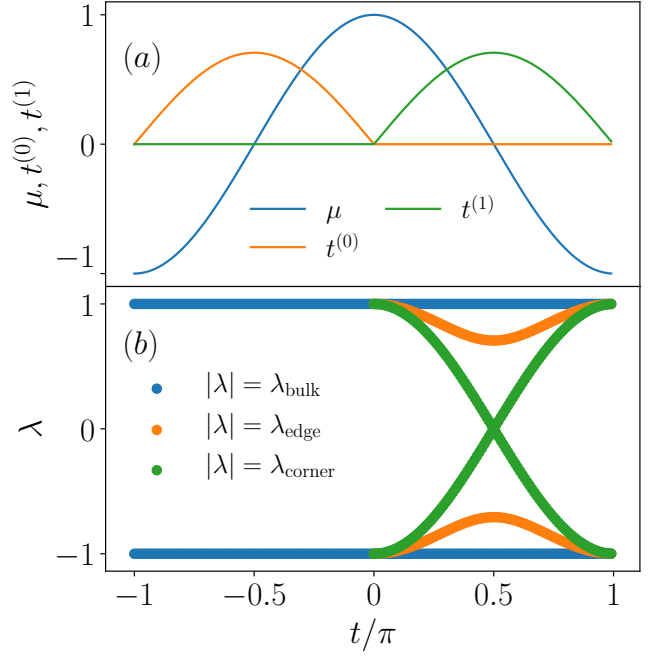 1
(a)
0
−1
μ, t⁽⁰⁾, t⁽¹⁾
μ
t⁽¹⁾
t⁽⁰⁾
1
(b)
|λ| = λ_bulk
0
|λ| = λ_edge
|λ| = λ_corner
−1
λ
−1 −0.5 0 0.5 1
t/π